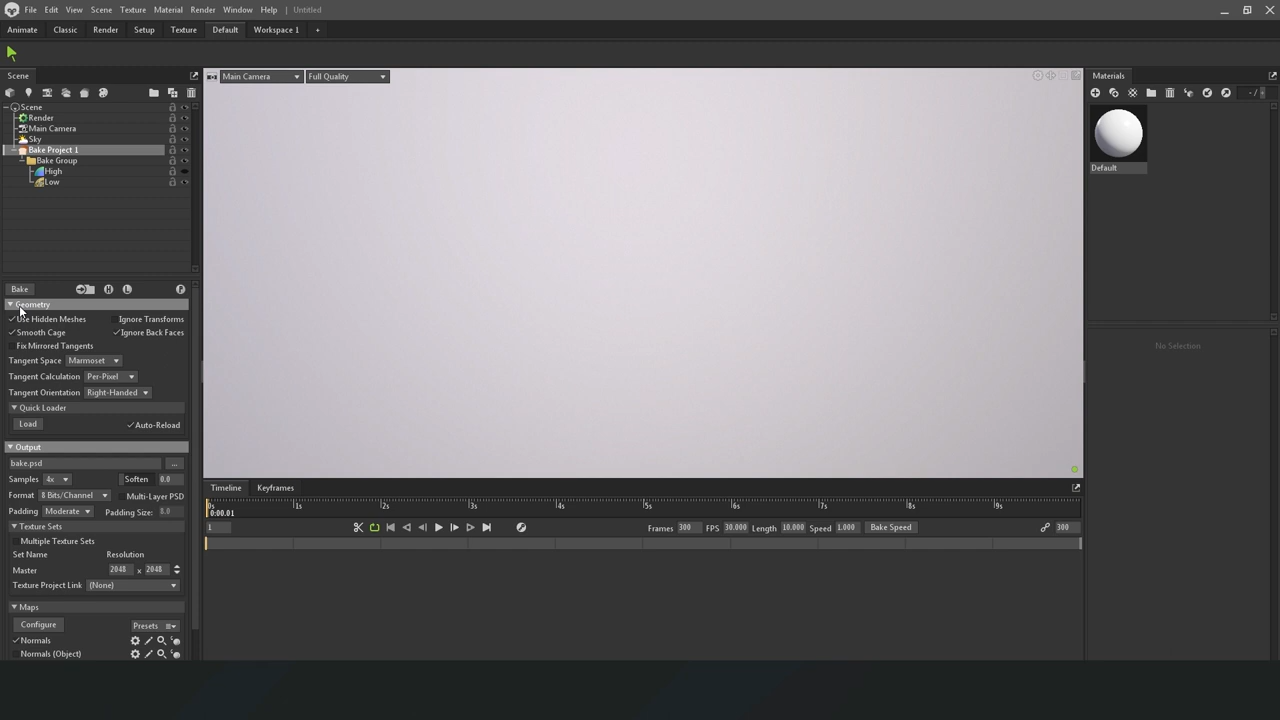 File Edit View Scene Texture Material Render Window Help | Untitled
Animate Classic Render Setup Texture Default Workspace 1 +
Scene
Main Camera Full Quality
Materials
- /
Scene
Render
Main Camera
Sky
Bake Project 1
Bake Group
High
Low
Default
Bake H L P
Geometry
Use Hidden Meshes Ignore Transforms
Smooth Cage Ignore Back Faces
Fix Mirrored Tangents
Tangent Space Marmoset
Tangent Calculation Per-Pixel
Tangent Orientation Right-Handed
Quick Loader
Load Auto-Reload
Output
bake.psd ...
Samples 4x Soften 0.0
Format 8 Bits/Channel Multi-Layer PSD
Padding Moderate Padding Size: 8.0
Texture Sets
Multiple Texture Sets
Set Name Resolution
Master 2048 x 2048
Texture Project Link (None)
Maps
Configure Presets
Normals
Normals (Object)
No Selection
Timeline Keyframes
0s 1s 2s 3s 4s 5s 6s 7s 8s 9s
0:00.01
1 Frames 300 FPS 30.000 Length 10.000 Speed 1.000 Bake Speed 300